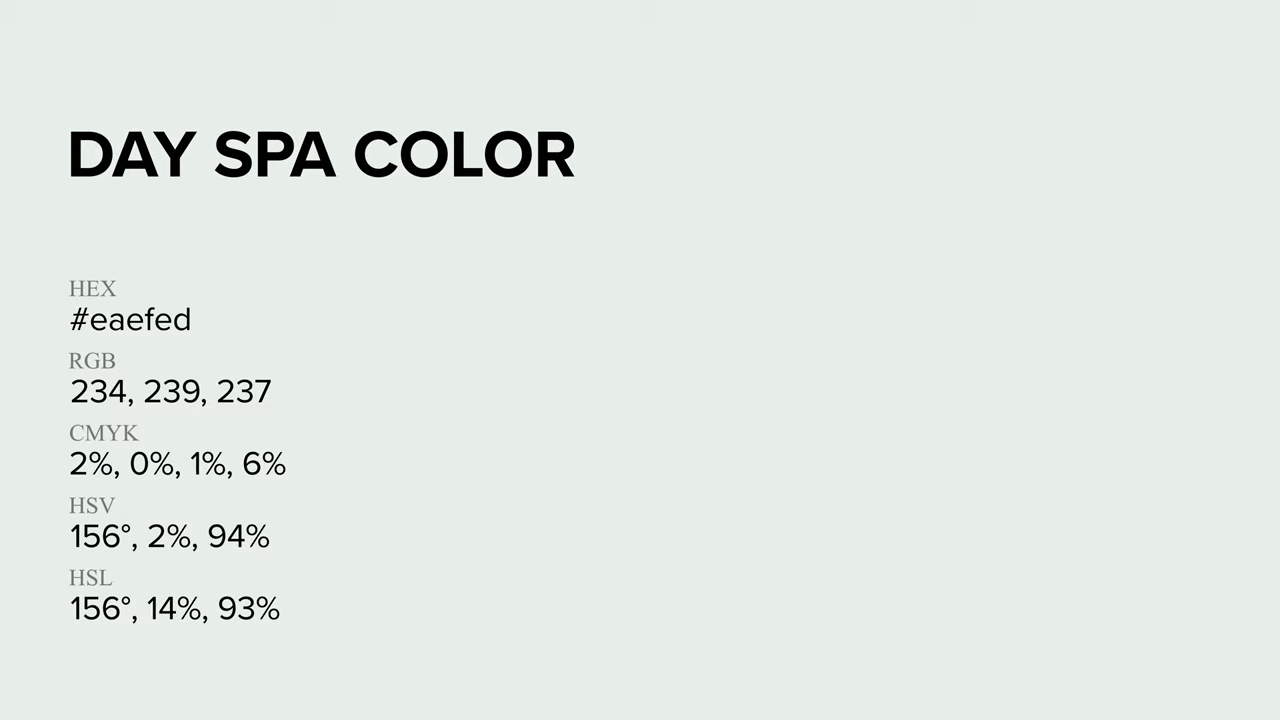 DAY SPA COLOR
HEX
#eaefed
RGB
234, 239, 237
CMYK
2%, 0%, 1%, 6%
HSV
156°, 2%, 94%
HSL
156°, 14%, 93%